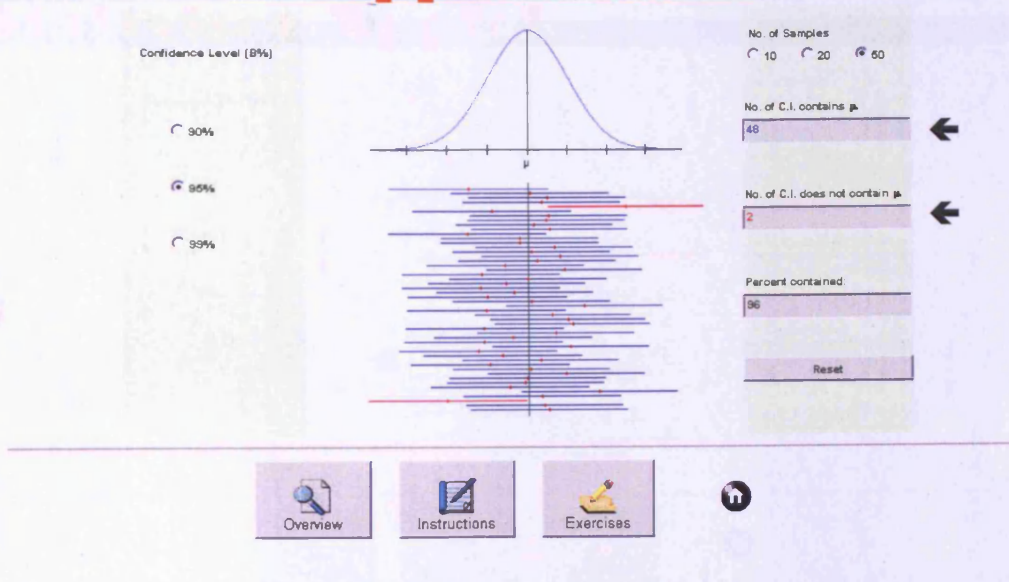 Confidence Level (B%)
90%
95%
99%
μ
No. of Samples
10 20 50
No. of C.I. contains μ
48
No. of C.I. does not contain μ
2
Percent contained:
96
Reset
Overview
Instructions
Exercises